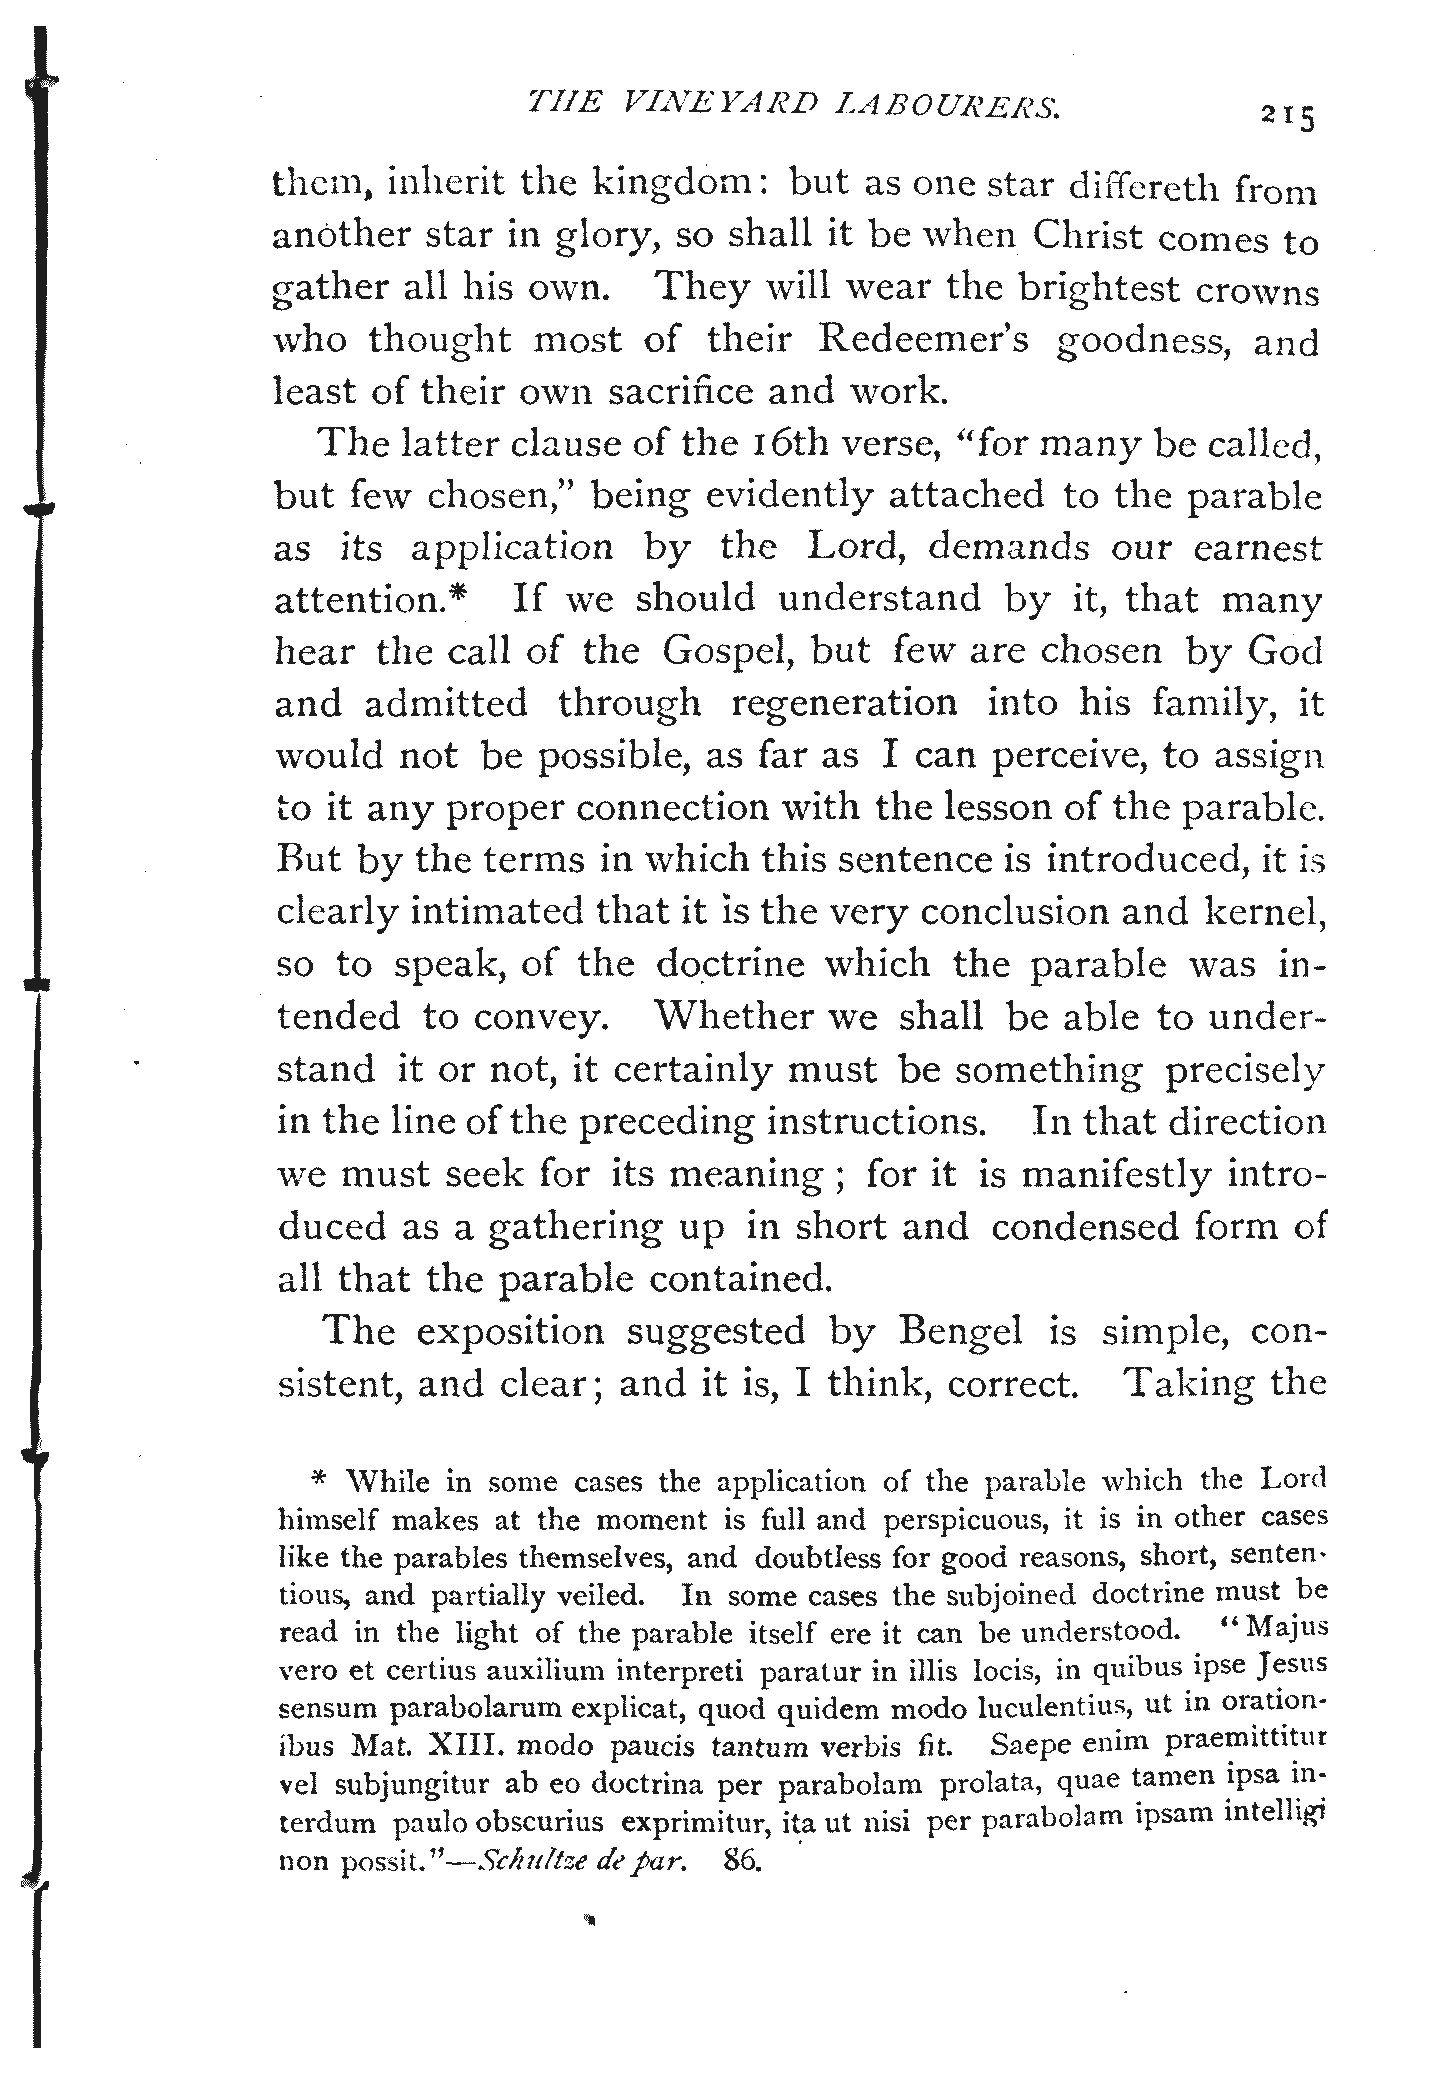 THE VINEYARD LABOURERS. 215
them, inherit the kingdom: but as one star differeth from
another star in glory, so shall it be when Christ comes to
gather all his own. They will wear the brightest crowns
who thought most of their Redeemer's goodness, and
least of their own sacrifice and work.
The latter clause of the 16th verse, "for many be called,
but few chosen," being evidently attached to the parable
as its application by the Lord, demands our earnest
attention.* If we should understand by it, that many
hear the call of the Gospel, but few are chosen by God
and admitted through regeneration into his family, it
would not be possible, as far as I can perceive, to assign
to it any proper connection with the lesson of the parable.
But by the terms in which this sentence is introduced, it is
clearly intimated that it is the very conclusion and kernel,
so to speak, of the doctrine which the parable was in-
tended to convey. Whether we shall be able to under-
stand it or not, it certainly must be something precisely
in the line of the preceding instructions. In that direction
we must seek for its meaning; for it is manifestly intro-
duced as a gathering up in short and condensed form of
all that the parable contained.
The exposition suggested by Bengel is simple, con-
sistent, and clear; and it is, I think, correct. Taking the
* While in some cases the application of the parable which the Lord
himself makes at the moment is full and perspicuous, it is in other cases
like the parables themselves, and doubtless for good reasons, short, senten-
tious, and partially veiled. In some cases the subjoined doctrine must be
read in the light of the parable itself ere it can be understood. "Majus
vero et certius auxilium interpreti paratur in illis locis, in quibus ipse Jesus
sensum parabolarum explicat, quod quidem modo luculentius, ut in oration-
ibus Mat. XIII. modo paucis tantum verbis fit. Saepe enim praemittitur
vel subjungitur ab eo doctrina per parabolam prolata, quae tamen ipsa in-
terdum paulo obscurius exprimitur, ita ut nisi per parabolam ipsam intelligi
non possit."—Schultze de par. 86.